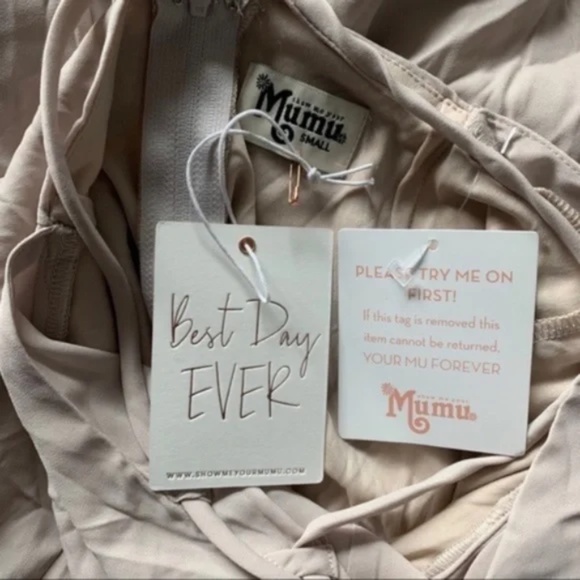 show me your
Mumu
SMALL
Best Day
EVER
WWW.SHOWMEYOURMUMU.COM
PLEASE TRY ME ON
FIRST!
If this tag is removed this
item cannot be returned,
YOUR MU FOREVER
SHOW ME YOUR
Mumu